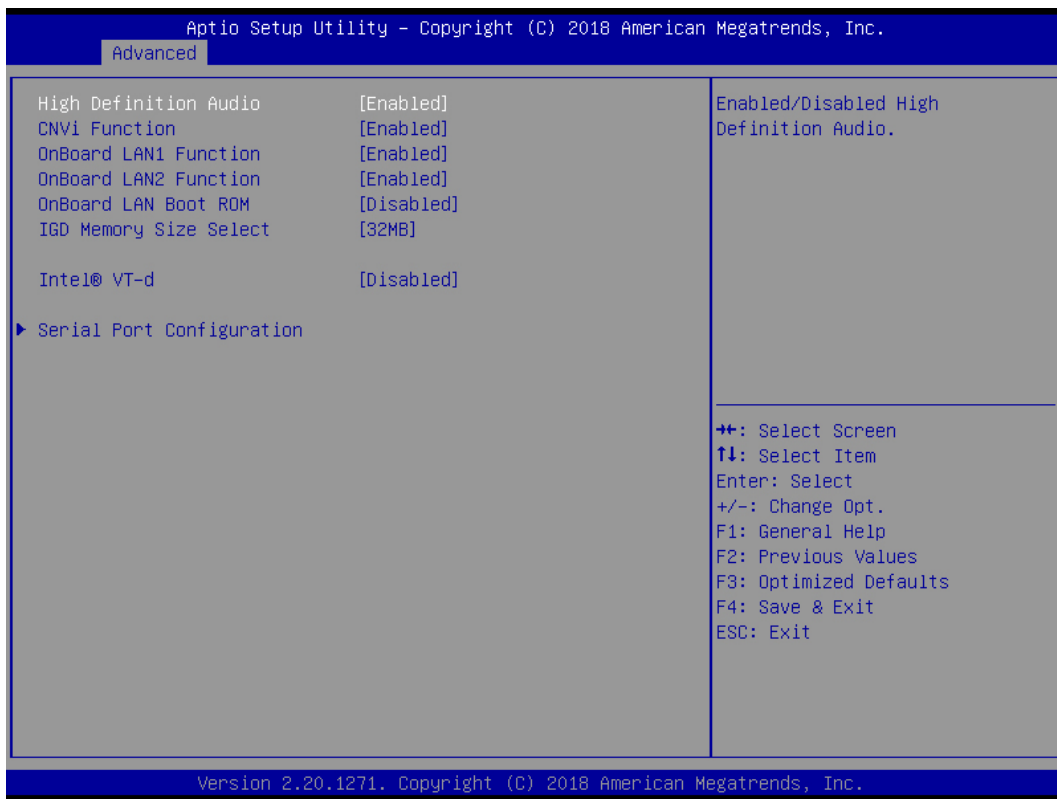 Aptio Setup Utility – Copyright (C) 2018 American Megatrends, Inc.
Advanced
High Definition Audio [Enabled]
CNVi Function [Enabled]
OnBoard LAN1 Function [Enabled]
OnBoard LAN2 Function [Enabled]
OnBoard LAN Boot ROM [Disabled]
IGD Memory Size Select [32MB]
Intel® VT-d [Disabled]
▶ Serial Port Configuration
Enabled/Disabled High
Definition Audio.
→←: Select Screen
↑↓: Select Item
Enter: Select
+/-: Change Opt.
F1: General Help
F2: Previous Values
F3: Optimized Defaults
F4: Save & Exit
ESC: Exit
Version 2.20.1271. Copyright (C) 2018 American Megatrends, Inc.